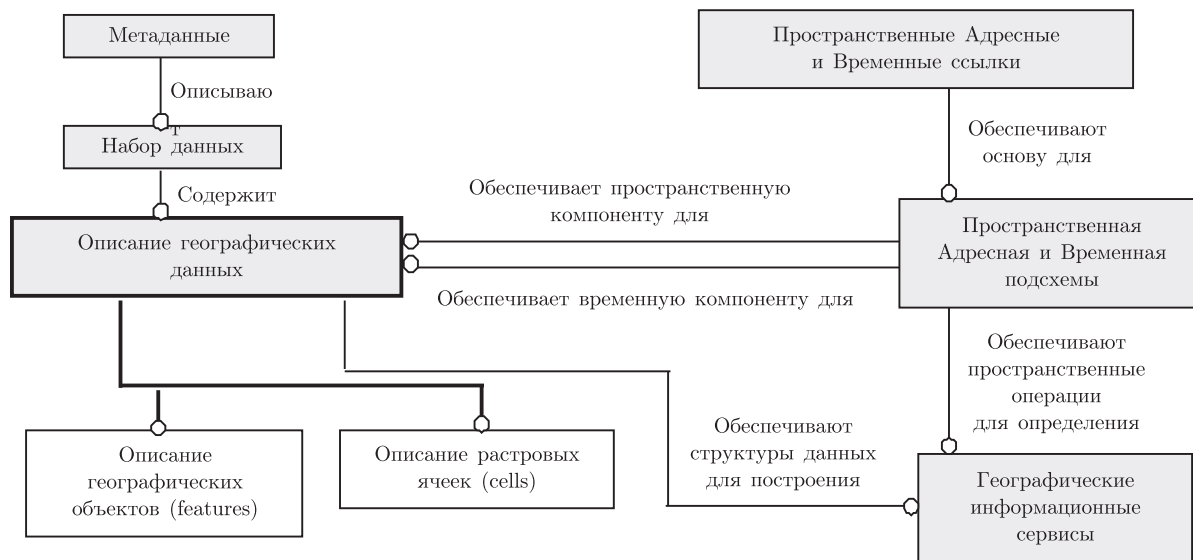 Метаданные
Пространственные Адресные
и Временные ссылки
Описываю
т
Набор данных
Обеспечивают
основу для
Содержит
Обеспечивает пространственную
компоненту для
Описание географических
данных
Пространственная
Адресная и Временная
подсхемы
Обеспечивает временную компоненту для
Обеспечивают
пространственные
операции
для определения
Обеспечивают
структуры данных
для построения
Описание
географических
объектов (features)
Описание растровых
ячеек (cells)
Географические
информационные
сервисы